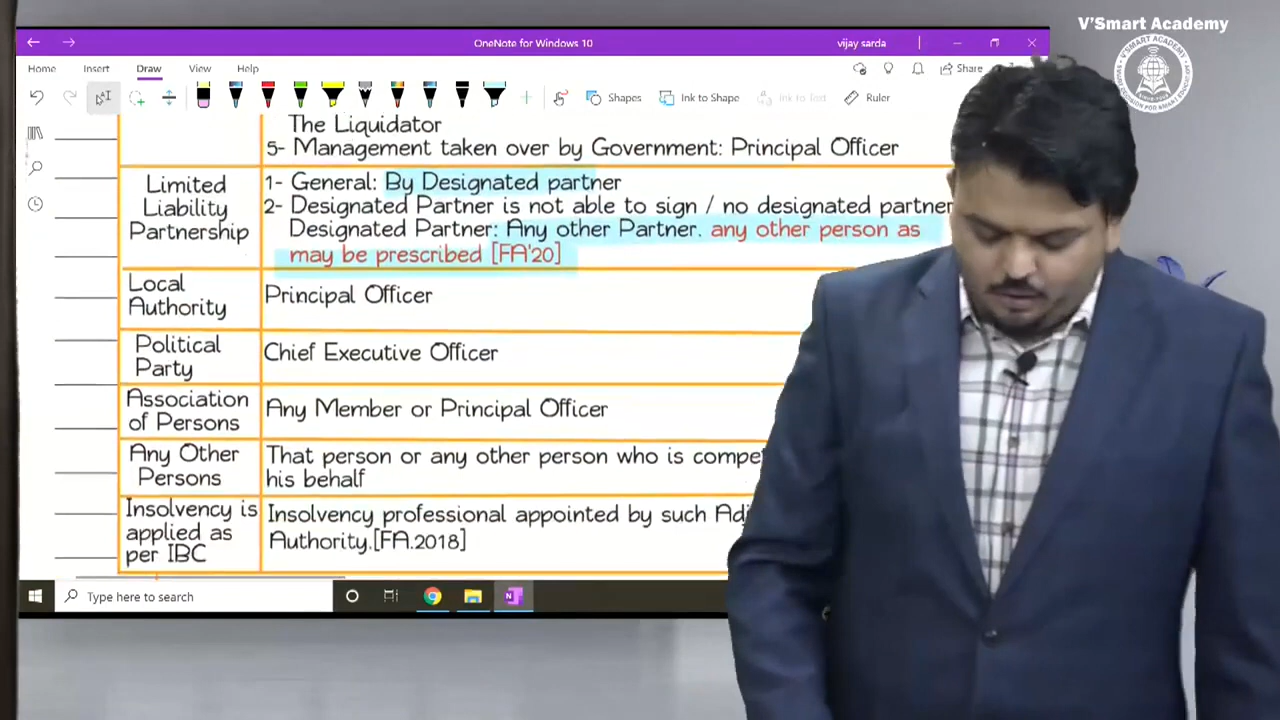 V'Smart Academy
OneNote for Windows 10
vijay sarda
Home Insert Draw View Help
Share
Shapes Ink to Shape Ink to Text Ruler
The Liquidator
5- Management taken over by Government: Principal Officer
Limited Liability Partnership
1- General: By Designated partner
2- Designated Partner is not able to sign / no designated partner
Designated Partner: Any other Partner. any other person as
may be prescribed [FA'20]
Local Authority
Principal Officer
Political Party
Chief Executive Officer
Association of Persons
Any Member or Principal Officer
Any Other Persons
That person or any other person who is
his behalf
Insolvency is applied as per IBC
Insolvency professional appointed by such
Authority.[FA.2018]
Type here to search